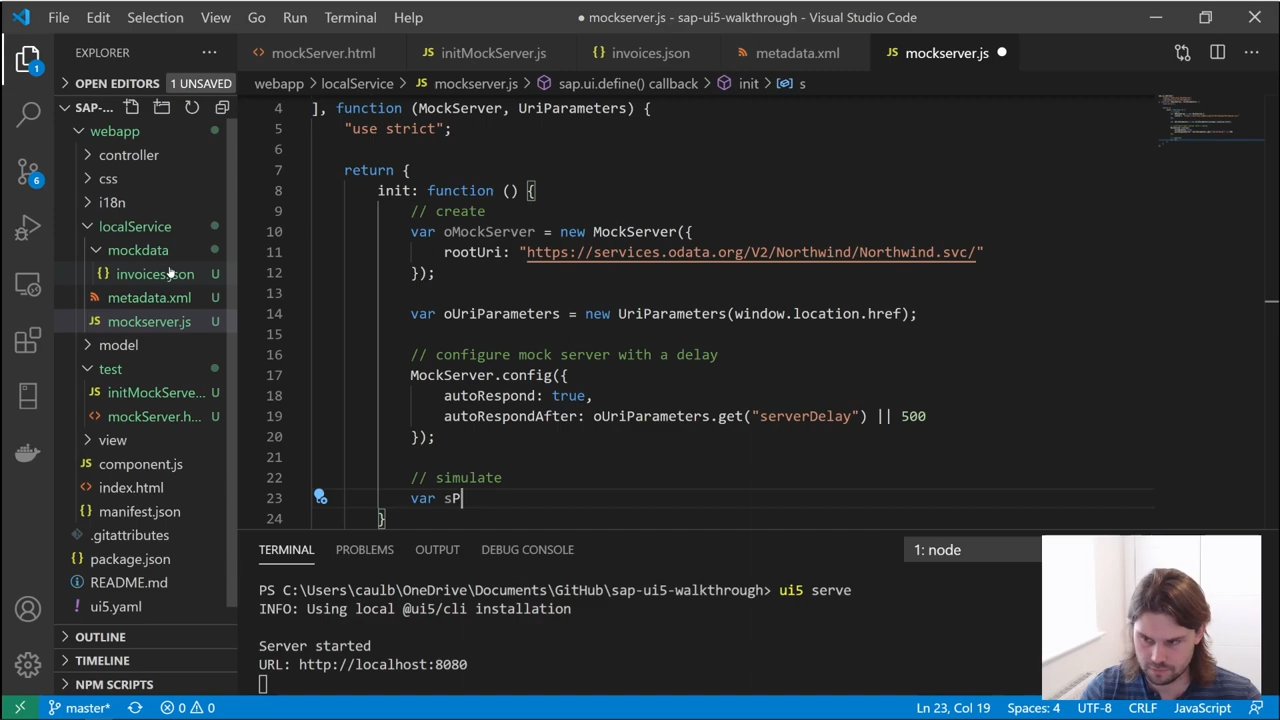 File Edit Selection View Go Run Terminal Help
● mockserver.js - sap-ui5-walkthrough - Visual Studio Code
EXPLORER
mockServer.html initMockServer.js invoices.json metadata.xml mockserver.js
OPEN EDITORS 1 UNSAVED
webapp > localService > mockserver.js > sap.ui.define() callback > init > s
SAP-...
webapp
controller
css
i18n
localService
mockdata
invoices.json U
metadata.xml U
mockserver.js U
model
test
initMockServe... U
mockServer.h... U
view
component.js
index.html
manifest.json
.gitattributes
package.json
README.md
ui5.yaml
OUTLINE
TIMELINE
NPM SCRIPTS
1
6
4 ], function (MockServer, UriParameters) {
5 "use strict";
6
7 return {
8 init: function () {
9 // create
10 var oMockServer = new MockServer({
11 rootUri: "https://services.odata.org/V2/Northwind/Northwind.svc/"
12 });
13
14 var oUriParameters = new UriParameters(window.location.href);
15
16 // configure mock server with a delay
17 MockServer.config({
18 autoRespond: true,
19 autoRespondAfter: oUriParameters.get("serverDelay") || 500
20 });
21
22 // simulate
23 var sP
24 }
TERMINAL PROBLEMS OUTPUT DEBUG CONSOLE 1: node
PS C:\Users\caulb\OneDrive\Documents\GitHub\sap-ui5-walkthrough> ui5 serve
INFO: Using local @ui5/cli installation
Server started
URL: http://localhost:8080
master* 0 0 Ln 23, Col 19 Spaces: 4 UTF-8 CRLF JavaScript